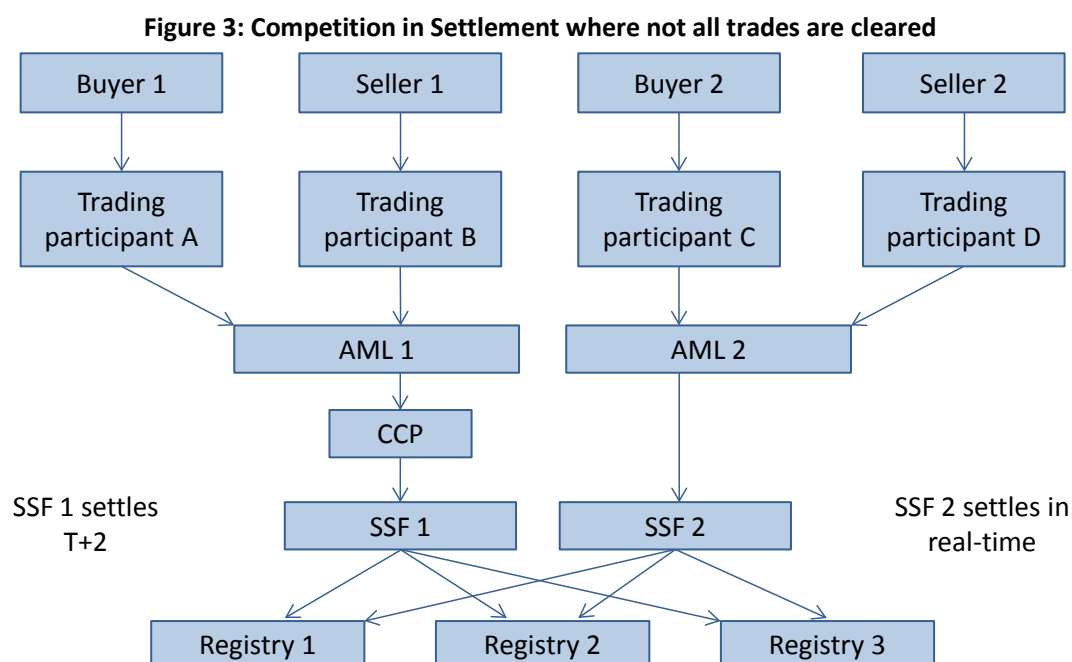 Figure 3: Competition in Settlement where not all trades are cleared
Buyer 1
Seller 1
Buyer 2
Seller 2
Trading
participant A
Trading
participant B
Trading
participant C
Trading
participant D
AML 1
AML 2
CCP
SSF 1 settles
T+2
SSF 1
SSF 2
SSF 2 settles in
real-time
Registry 1
Registry 2
Registry 3